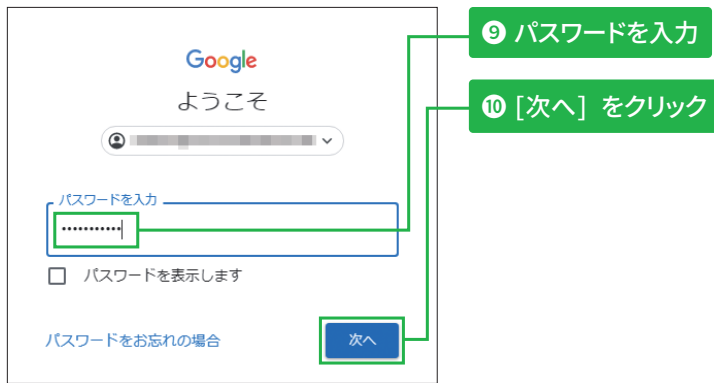 Google
ようこそ
パスワードを入力
•••••••••••
パスワードを表示します
パスワードをお忘れの場合
次へ
❾ パスワードを入力
❿ [次へ] をクリック